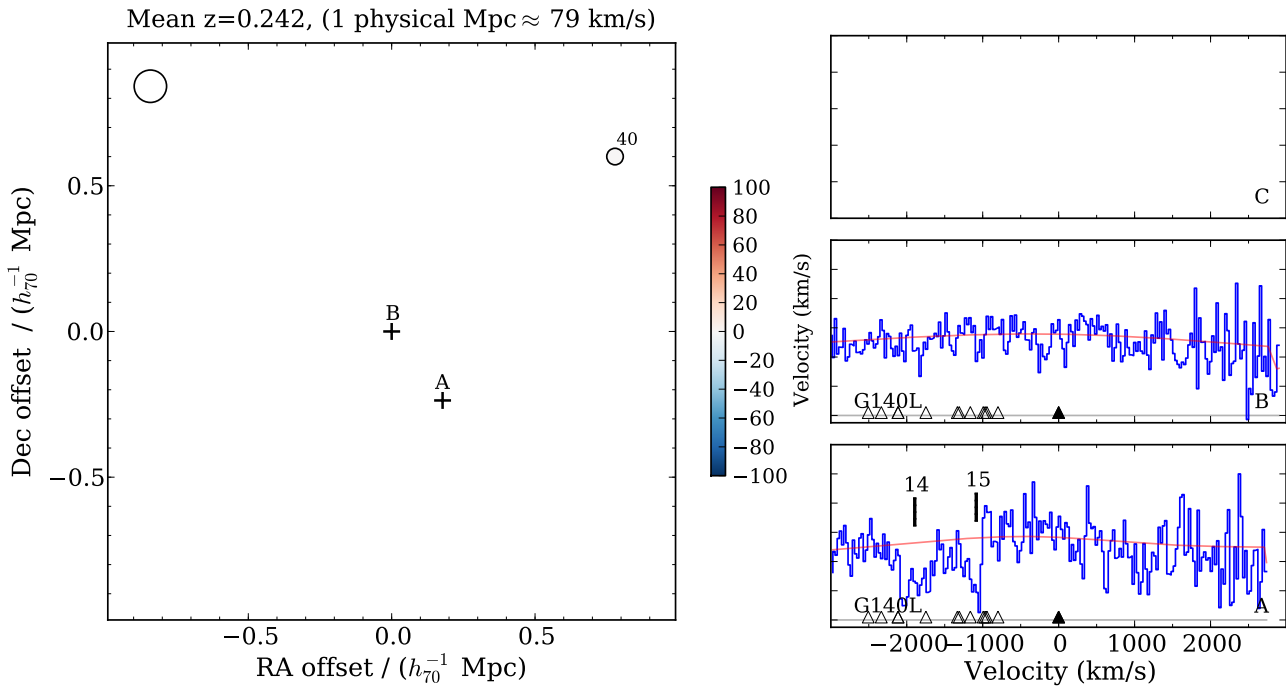 Mean z=0.242, (1 physical Mpc≈ 79 km/s)
40
B
A
0.5
0.0
−0.5
−0.5
0.0
0.5
Dec offset / (h₇₀⁻¹ Mpc)
RA offset / (h₇₀⁻¹ Mpc)
100
80
60
40
20
0
−20
−40
−60
−80
−100
Velocity (km/s)
C
G140L
B
14
15
G140L
A
−2000
−1000
0
1000
2000
Velocity (km/s)